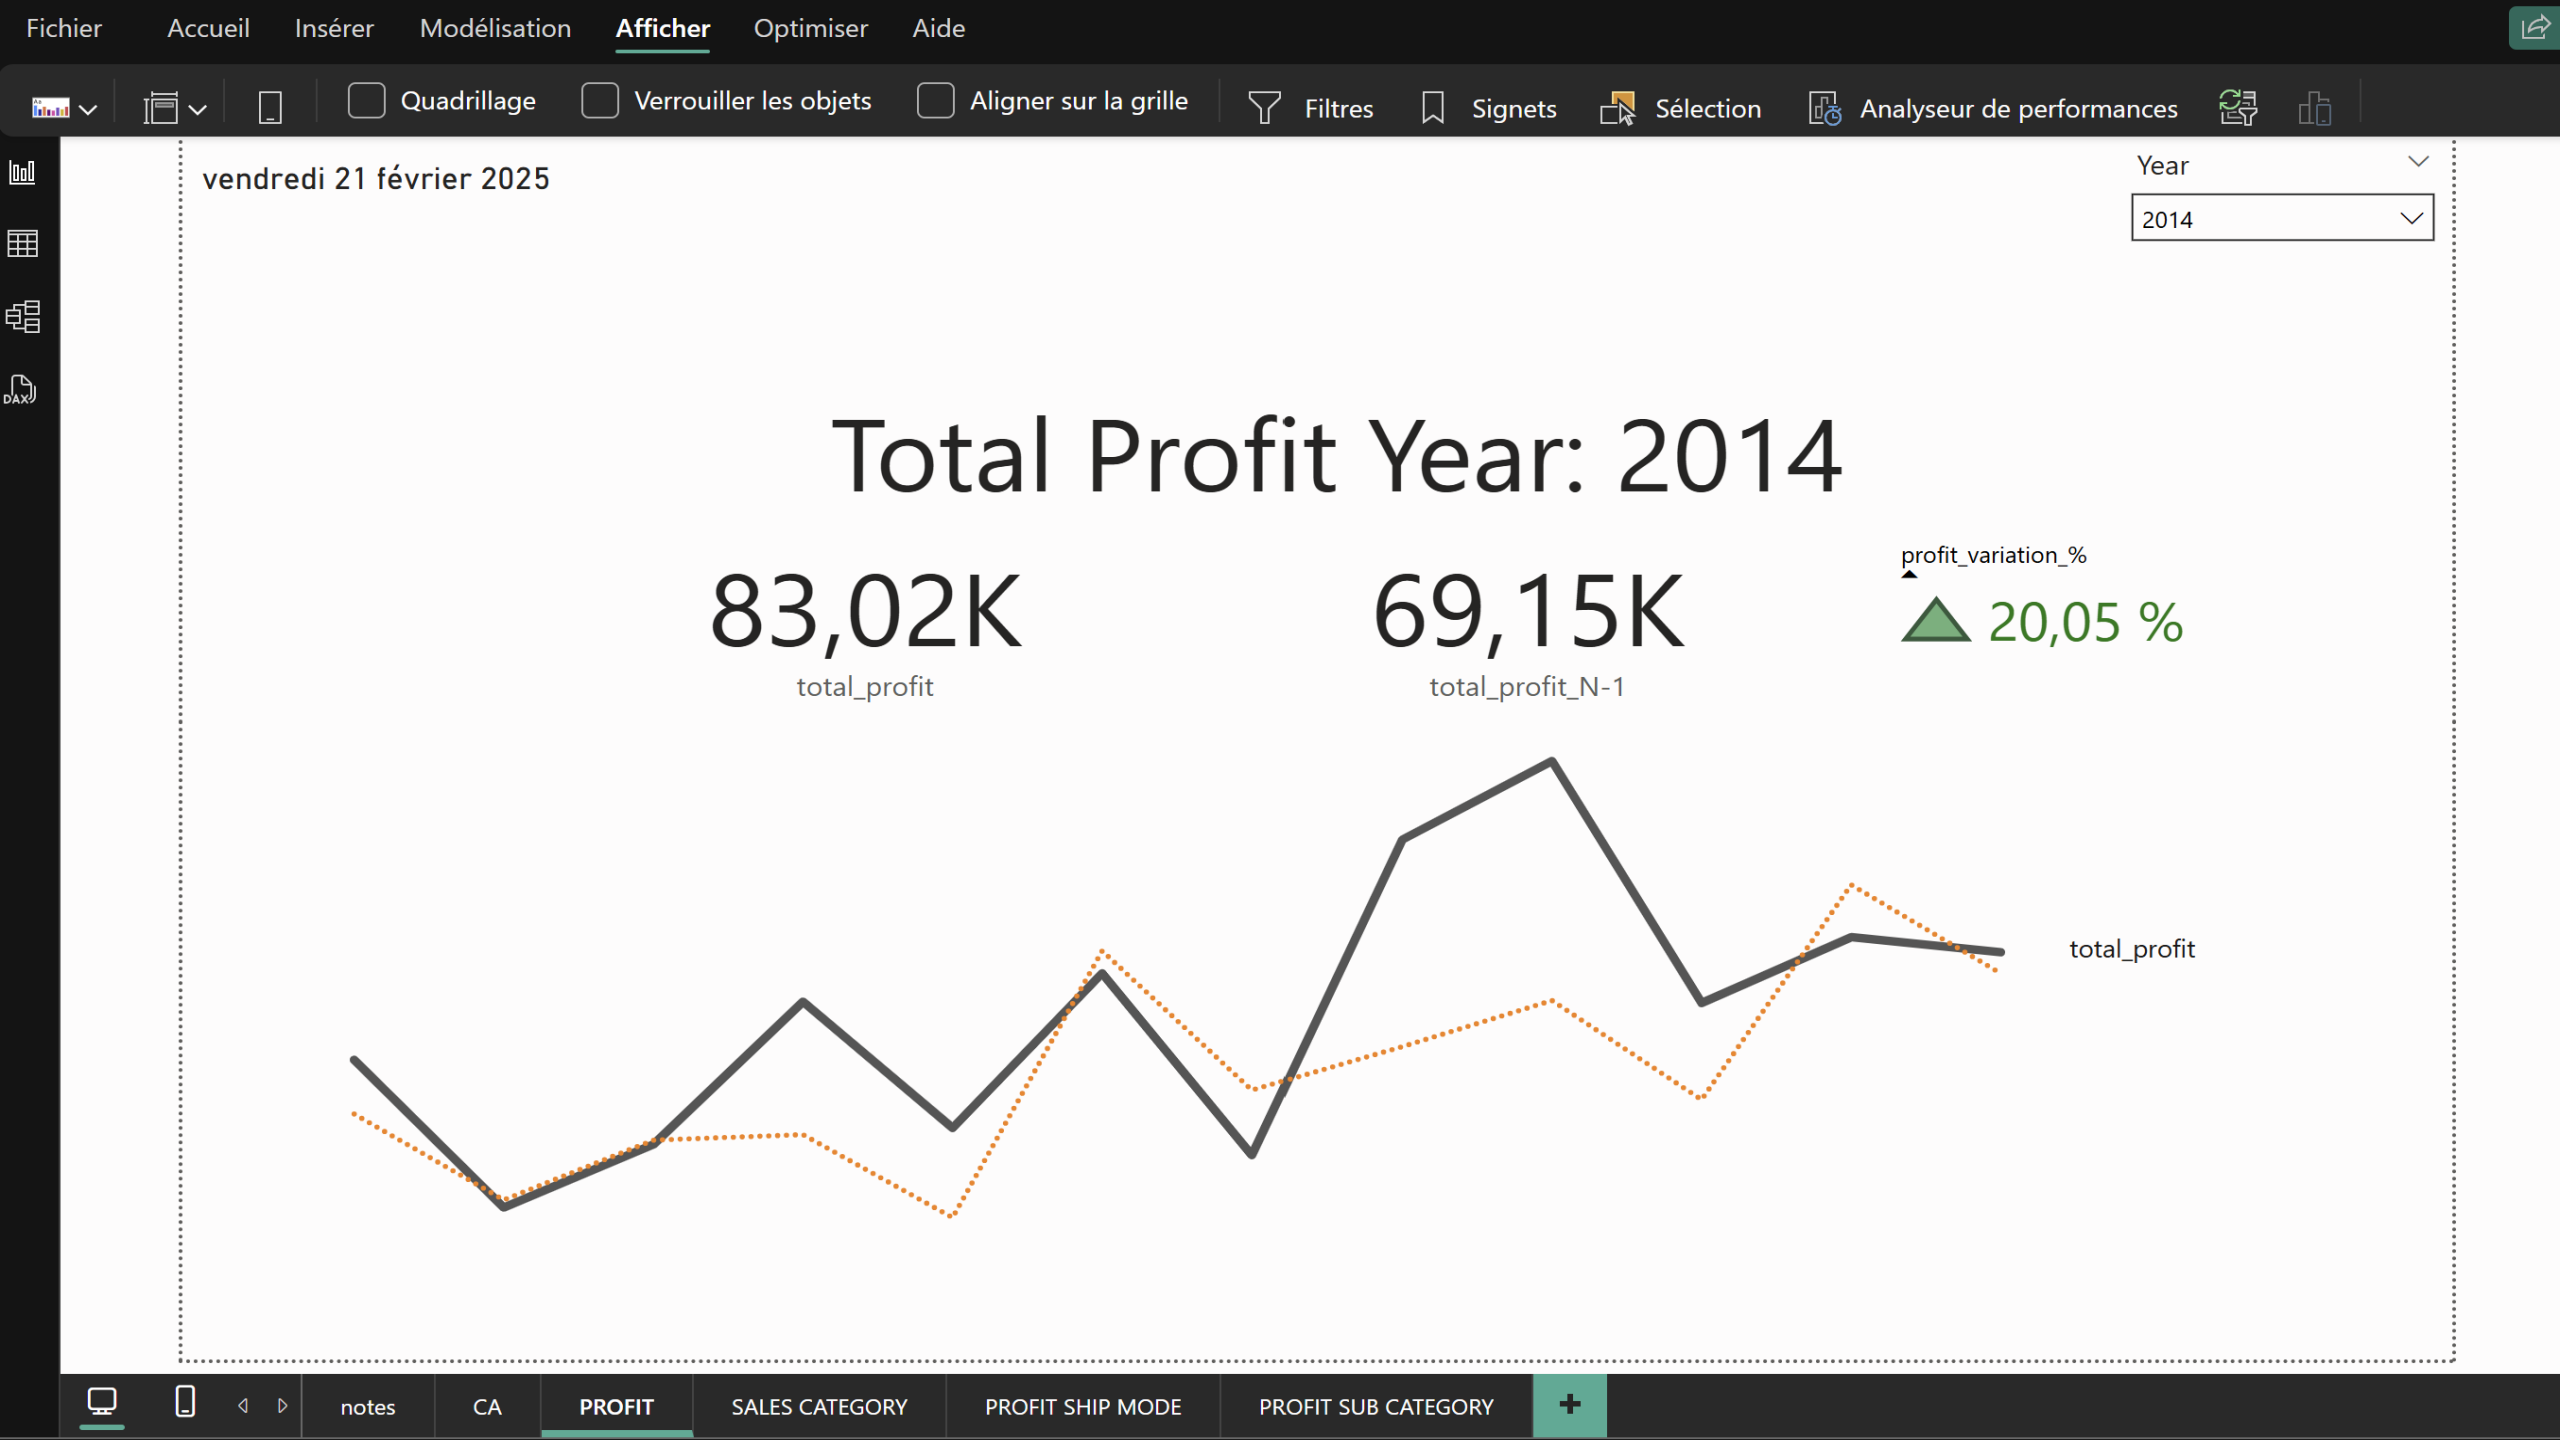 Fichier Accueil Insérer Modélisation Afficher Optimiser Aide
Quadrillage Verrouiller les objets Aligner sur la grille Filtres Signets Sélection Analyseur de performances
DAX
vendredi 21 février 2025
Year
2014
Total Profit Year: 2014
profit_variation_%
83,02K
69,15K
20,05 %
total_profit
total_profit_N-1
total_profit
notes CA PROFIT SALES CATEGORY PROFIT SHIP MODE PROFIT SUB CATEGORY +